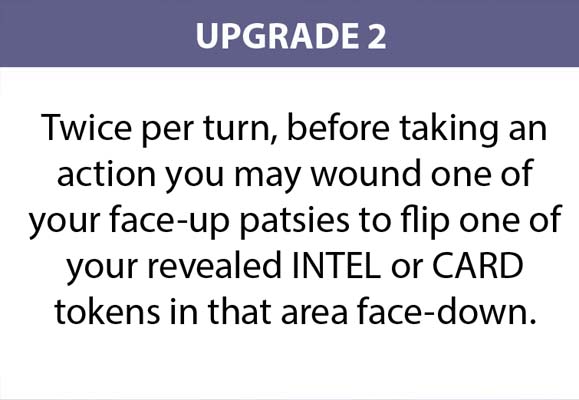 UPGRADE 2
Twice per turn, before taking an
action you may wound one of
your face-up patsies to flip one of
your revealed INTEL or CARD
tokens in that area face-down.